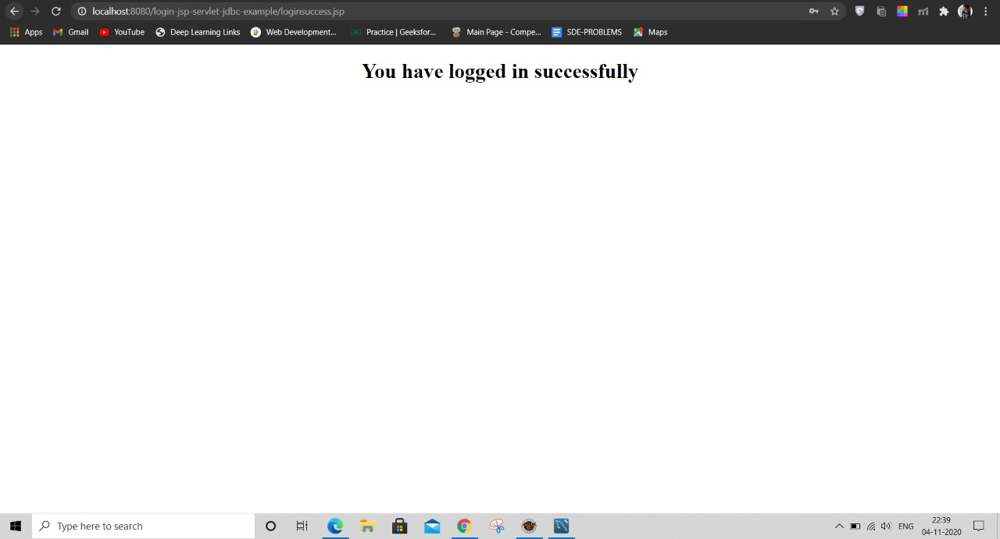 localhost:8080/login-jsp-servlet-jdbc-example/loginsuccess.jsp
Apps Gmail YouTube Deep Learning Links Web Development... Practice | Geeksfor... Main Page - Compe... SDE-PROBLEMS Maps
You have logged in successfully
Type here to search
ENG
22:39
04-11-2020